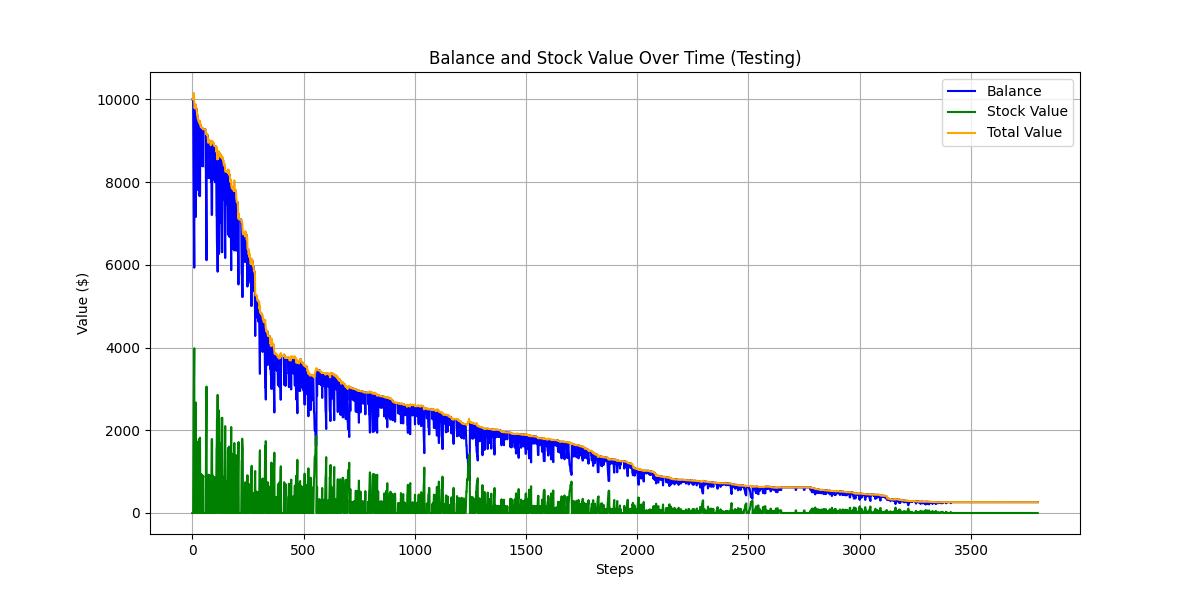 Balance and Stock Value Over Time (Testing)
Balance
Stock Value
Total Value
Value ($)
10000
8000
6000
4000
2000
0
0 500 1000 1500 2000 2500 3000 3500
Steps